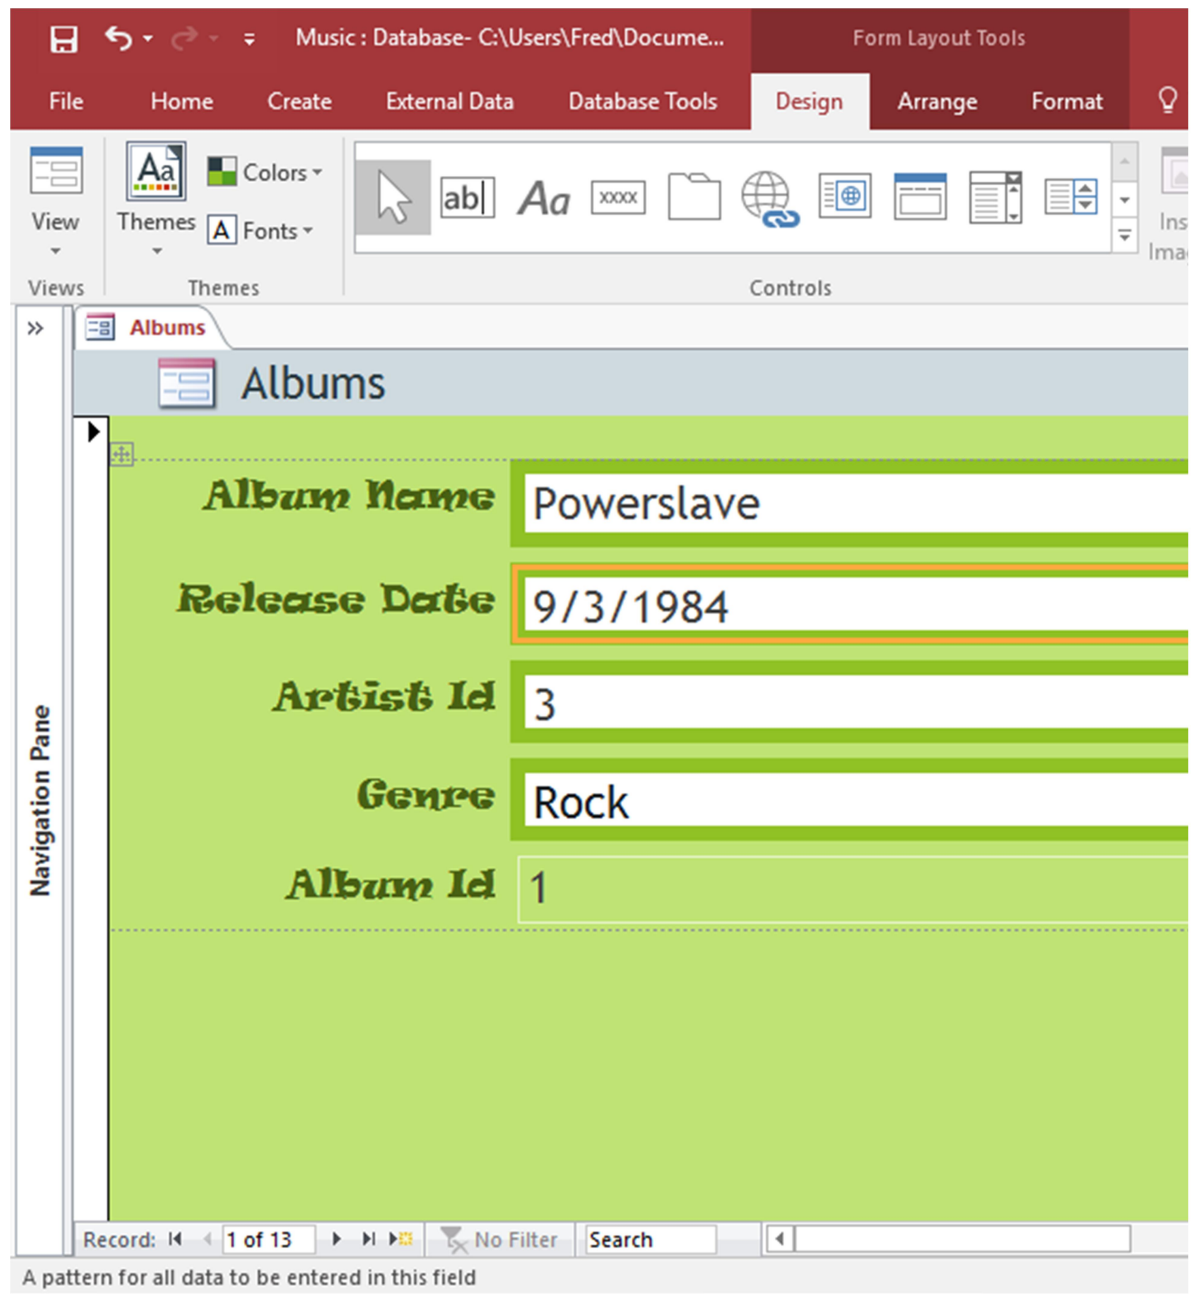 Music : Database- C:\Users\Fred\Docume...
Form Layout Tools
File Home Create External Data Database Tools Design Arrange Format
View
Themes
Aa
Colors
A Fonts
ab| Aa xxxx
Ins
Ima
Views Themes Controls
» Albums
Albums
Album Name Powerslave
Release Date 9/3/1984
Artist Id 3
Genre Rock
Album Id 1
Navigation Pane
Record: 1 of 13 No Filter Search
A pattern for all data to be entered in this field